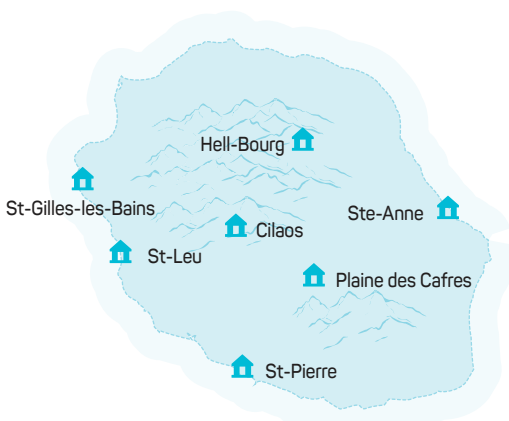 Hell-Bourg
St-Gilles-les-Bains
Ste-Anne
Cilaos
St-Leu
Plaine des Cafres
St-Pierre